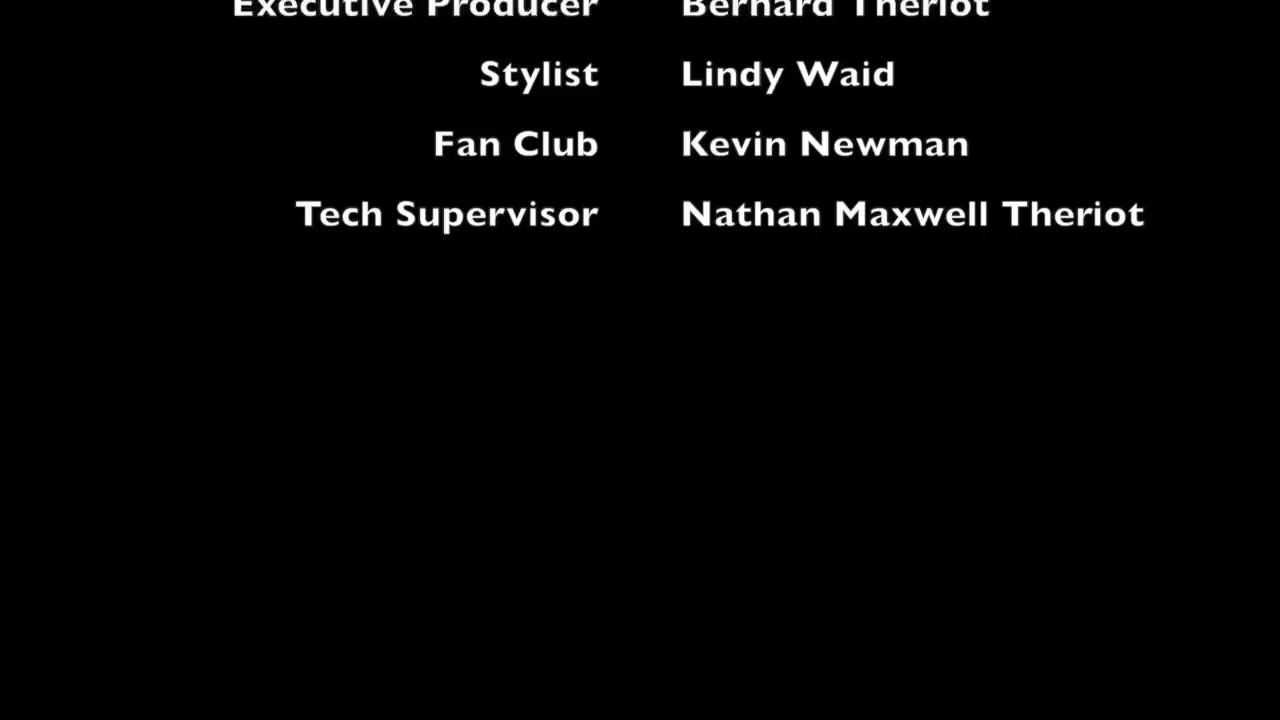 Executive Producer Bernard Theriot
Stylist Lindy Waid
Fan Club Kevin Newman
Tech Supervisor Nathan Maxwell Theriot